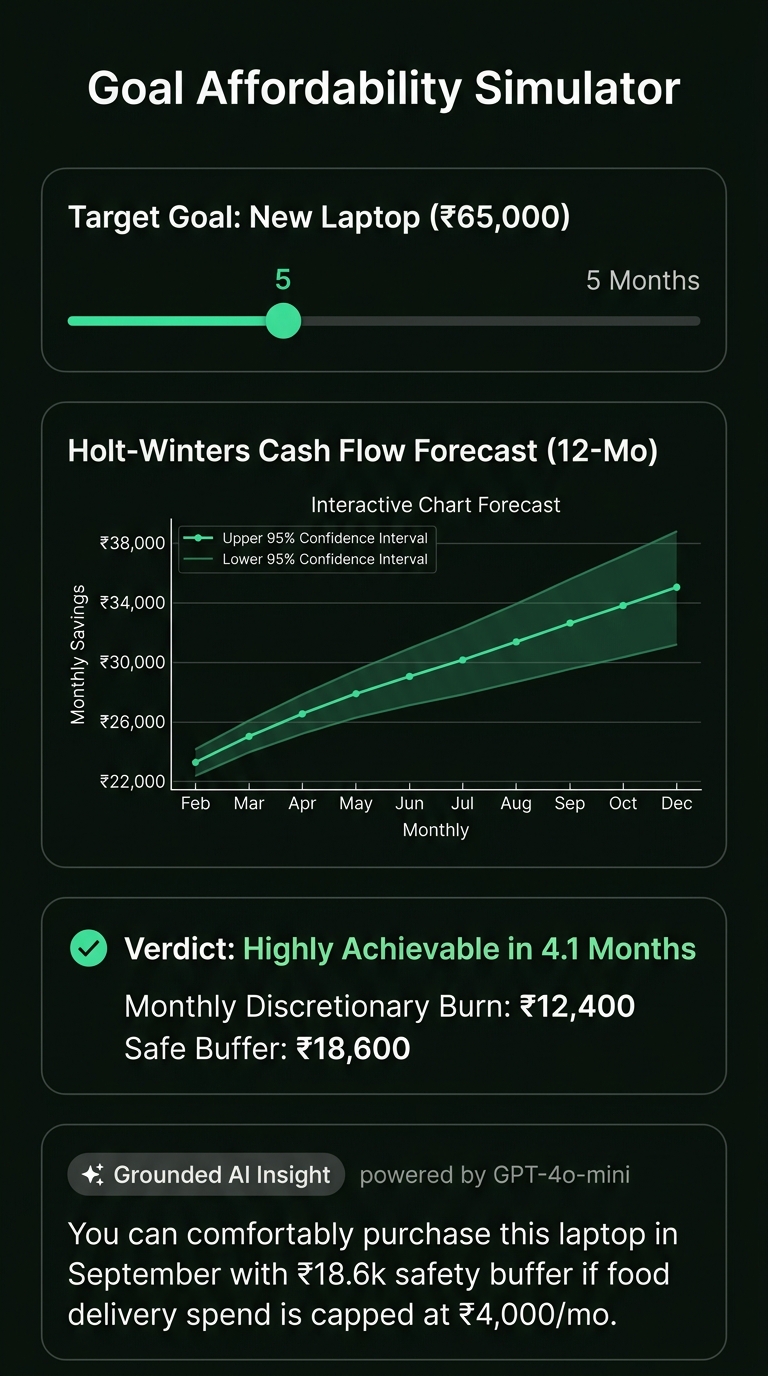 Goal Affordability Simulator
Target Goal: New Laptop (₹65,000)
5
5 Months
Holt-Winters Cash Flow Forecast (12-Mo)
Interactive Chart Forecast
Upper 95% Confidence Interval
Lower 95% Confidence Interval
Monthly Savings
₹38,000
₹34,000
₹30,000
₹26,000
₹22,000
Feb Mar Apr May Jun Jul Aug Sep Oct Dec
Monthly
Verdict: Highly Achievable in 4.1 Months
Monthly Discretionary Burn: ₹12,400
Safe Buffer: ₹18,600
Grounded AI Insight powered by GPT-4o-mini
You can comfortably purchase this laptop in
September with ₹18.6k safety buffer if food
delivery spend is capped at ₹4,000/mo.